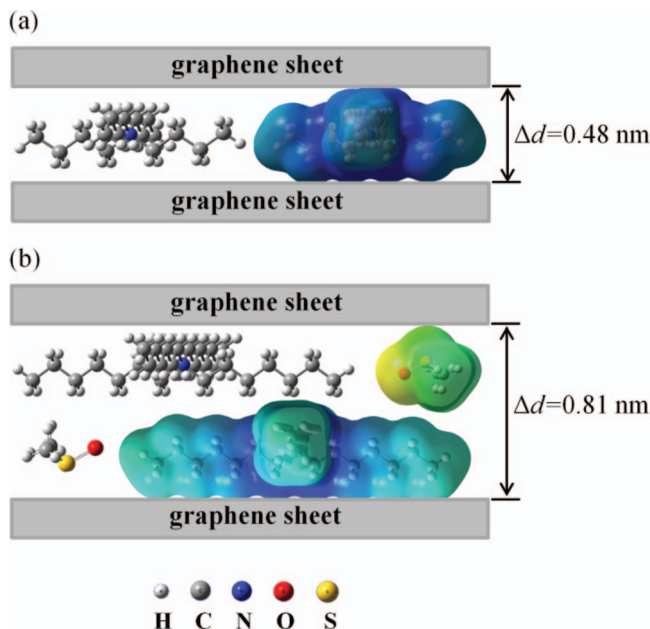 (a)
graphene sheet
Δd=0.48 nm
graphene sheet
(b)
graphene sheet
Δd=0.81 nm
graphene sheet
H C N O S